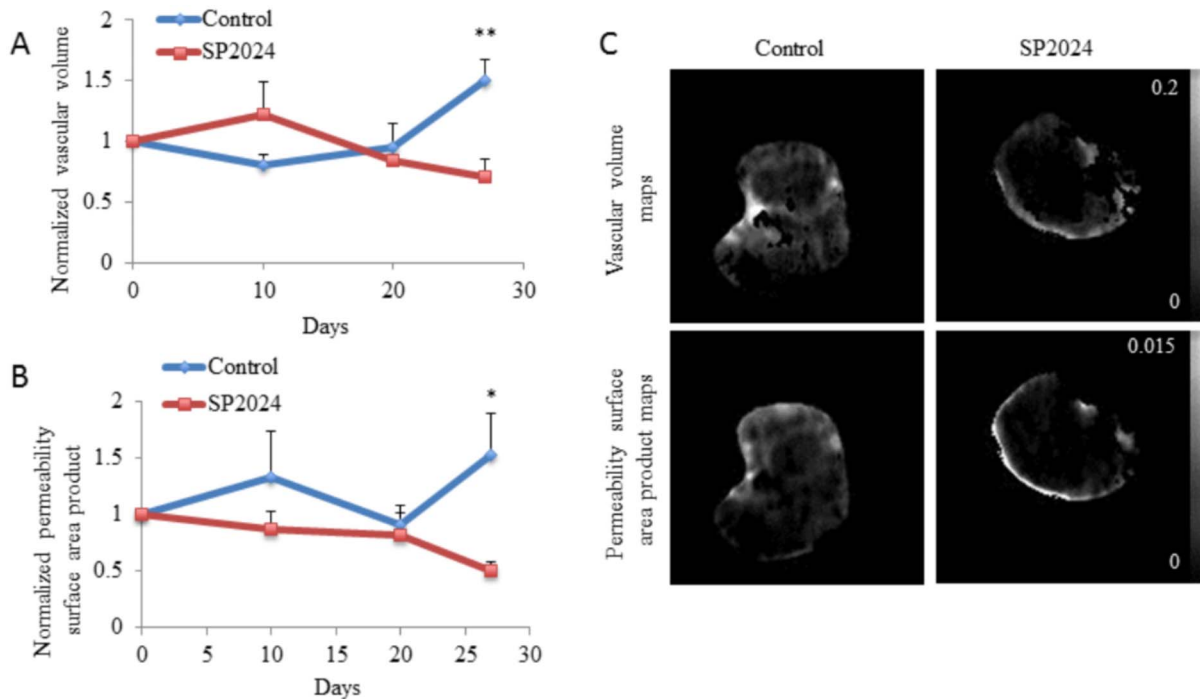 A
Control
SP2024
**
Normalized vascular volume
2
1.5
1
0.5
0
0
10
20
30
Days
B
Control
SP2024
*
Normalized permeability
surface area product
2
1.5
1
0.5
0
0
5
10
15
20
25
30
Days
C
Control
SP2024
Vascular volume
maps
0.2
0
Permeability surface
area product maps
0.015
0